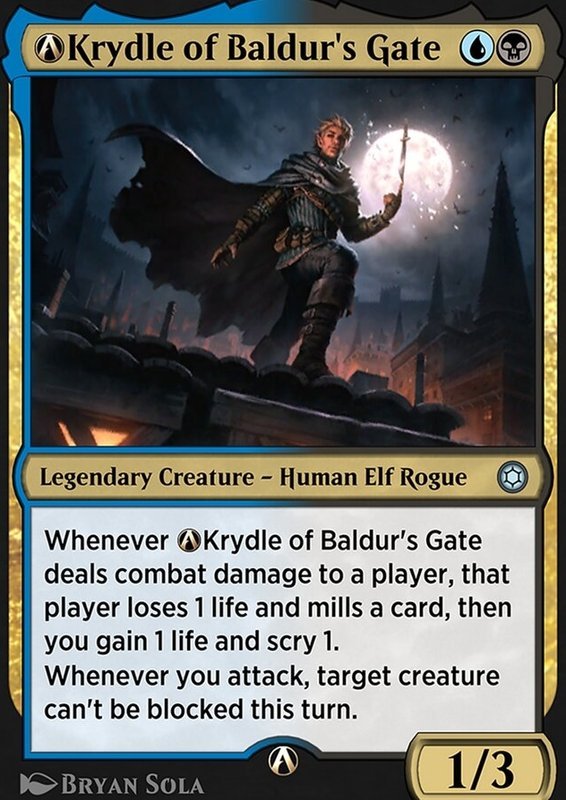 Krydle of Baldur's Gate
Legendary Creature – Human Elf Rogue
Whenever Krydle of Baldur's Gate
deals combat damage to a player, that
player loses 1 life and mills a card, then
you gain 1 life and scry 1.
Whenever you attack, target creature
can't be blocked this turn.
1/3
Bryan Sola